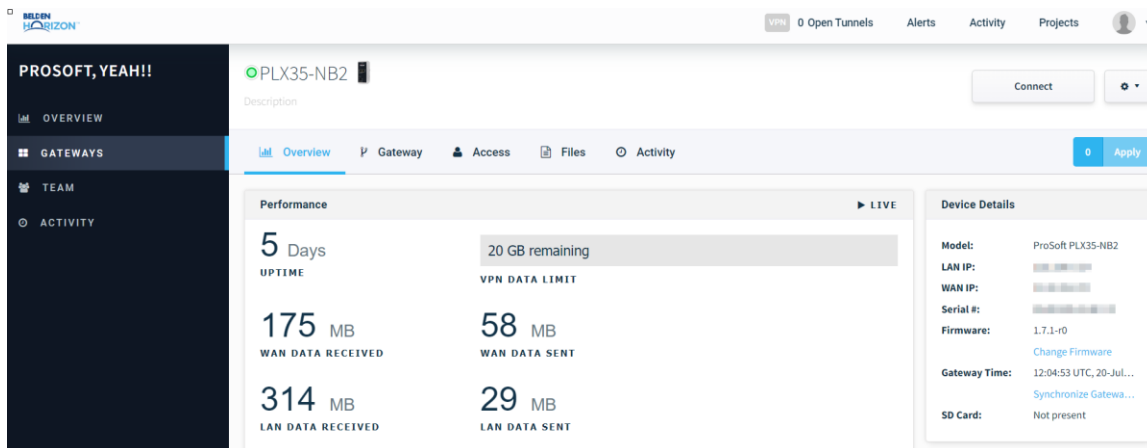 BELDEN
HORIZON
VPN 0 Open Tunnels Alerts Activity Projects
PROSOFT, YEAH!!
OVERVIEW
GATEWAYS
TEAM
ACTIVITY
PLX35-NB2
Description
Connect
Overview Gateway Access Files Activity
0 Apply
Performance LIVE
5 Days
UPTIME
20 GB remaining
VPN DATA LIMIT
175 MB
WAN DATA RECEIVED
58 MB
WAN DATA SENT
314 MB
LAN DATA RECEIVED
29 MB
LAN DATA SENT
Device Details
Model: ProSoft PLX35-NB2
LAN IP:
WAN IP:
Serial #:
Firmware: 1.7.1-r0
Change Firmware
Gateway Time: 12:04:53 UTC, 20-Jul...
Synchronize Gatewa...
SD Card: Not present